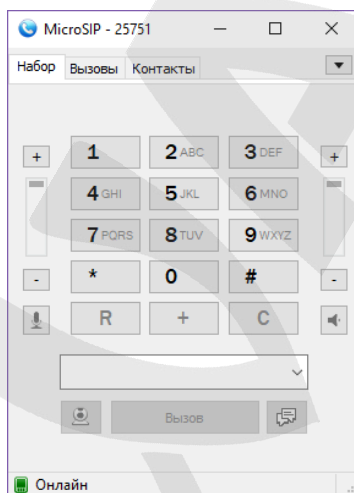 MicroSIP - 25751
Набор Вызовы Контакты
+ 1 2 ABC 3 DEF +
4 GHI 5 JKL 6 MNO
7 PQRS 8 TUV 9 WXYZ
- * 0 # -
R + C
Вызов
Онлайн